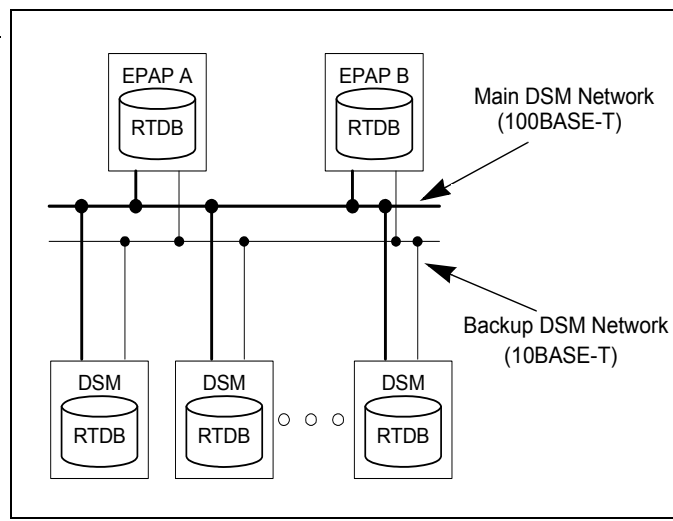 EPAP A
RTDB
EPAP B
RTDB
Main DSM Network
(100BASE-T)
Backup DSM Network
(10BASE-T)
DSM
RTDB
DSM
RTDB
DSM
RTDB